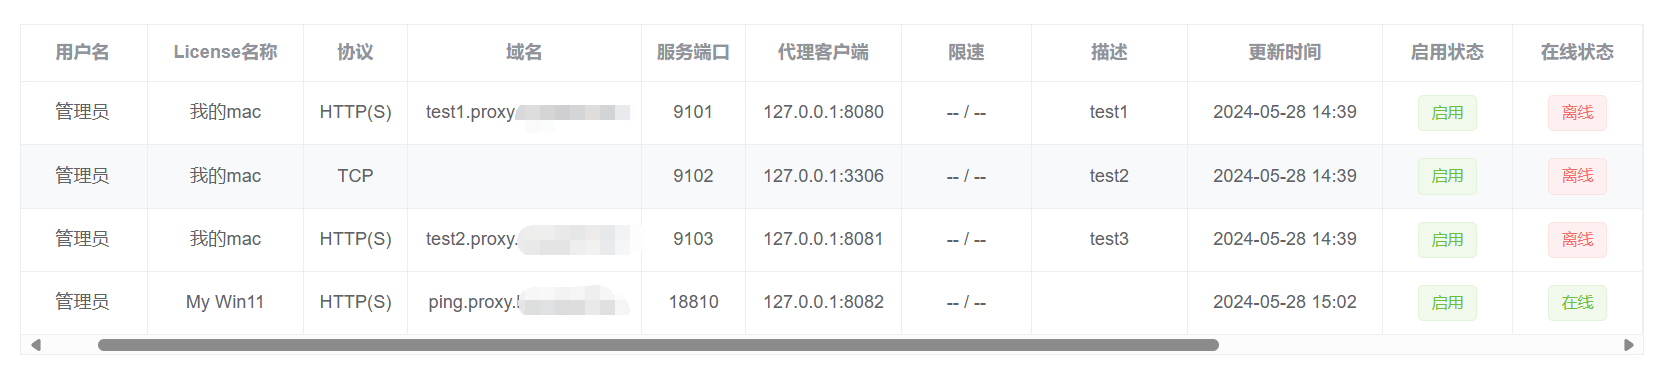 用户名 License名称 协议 域名 服务端口 代理客户端 限速 描述 更新时间 启用状态 在线状态
管理员 我的mac HTTP(S) test1.proxy 9101 127.0.0.1:8080 -- / -- test1 2024-05-28 14:39 启用 离线
管理员 我的mac TCP 9102 127.0.0.1:3306 -- / -- test2 2024-05-28 14:39 启用 离线
管理员 我的mac HTTP(S) test2.proxy. 9103 127.0.0.1:8081 -- / -- test3 2024-05-28 14:39 启用 离线
管理员 My Win11 HTTP(S) ping.proxy. 18810 127.0.0.1:8082 -- / -- 2024-05-28 15:02 启用 在线